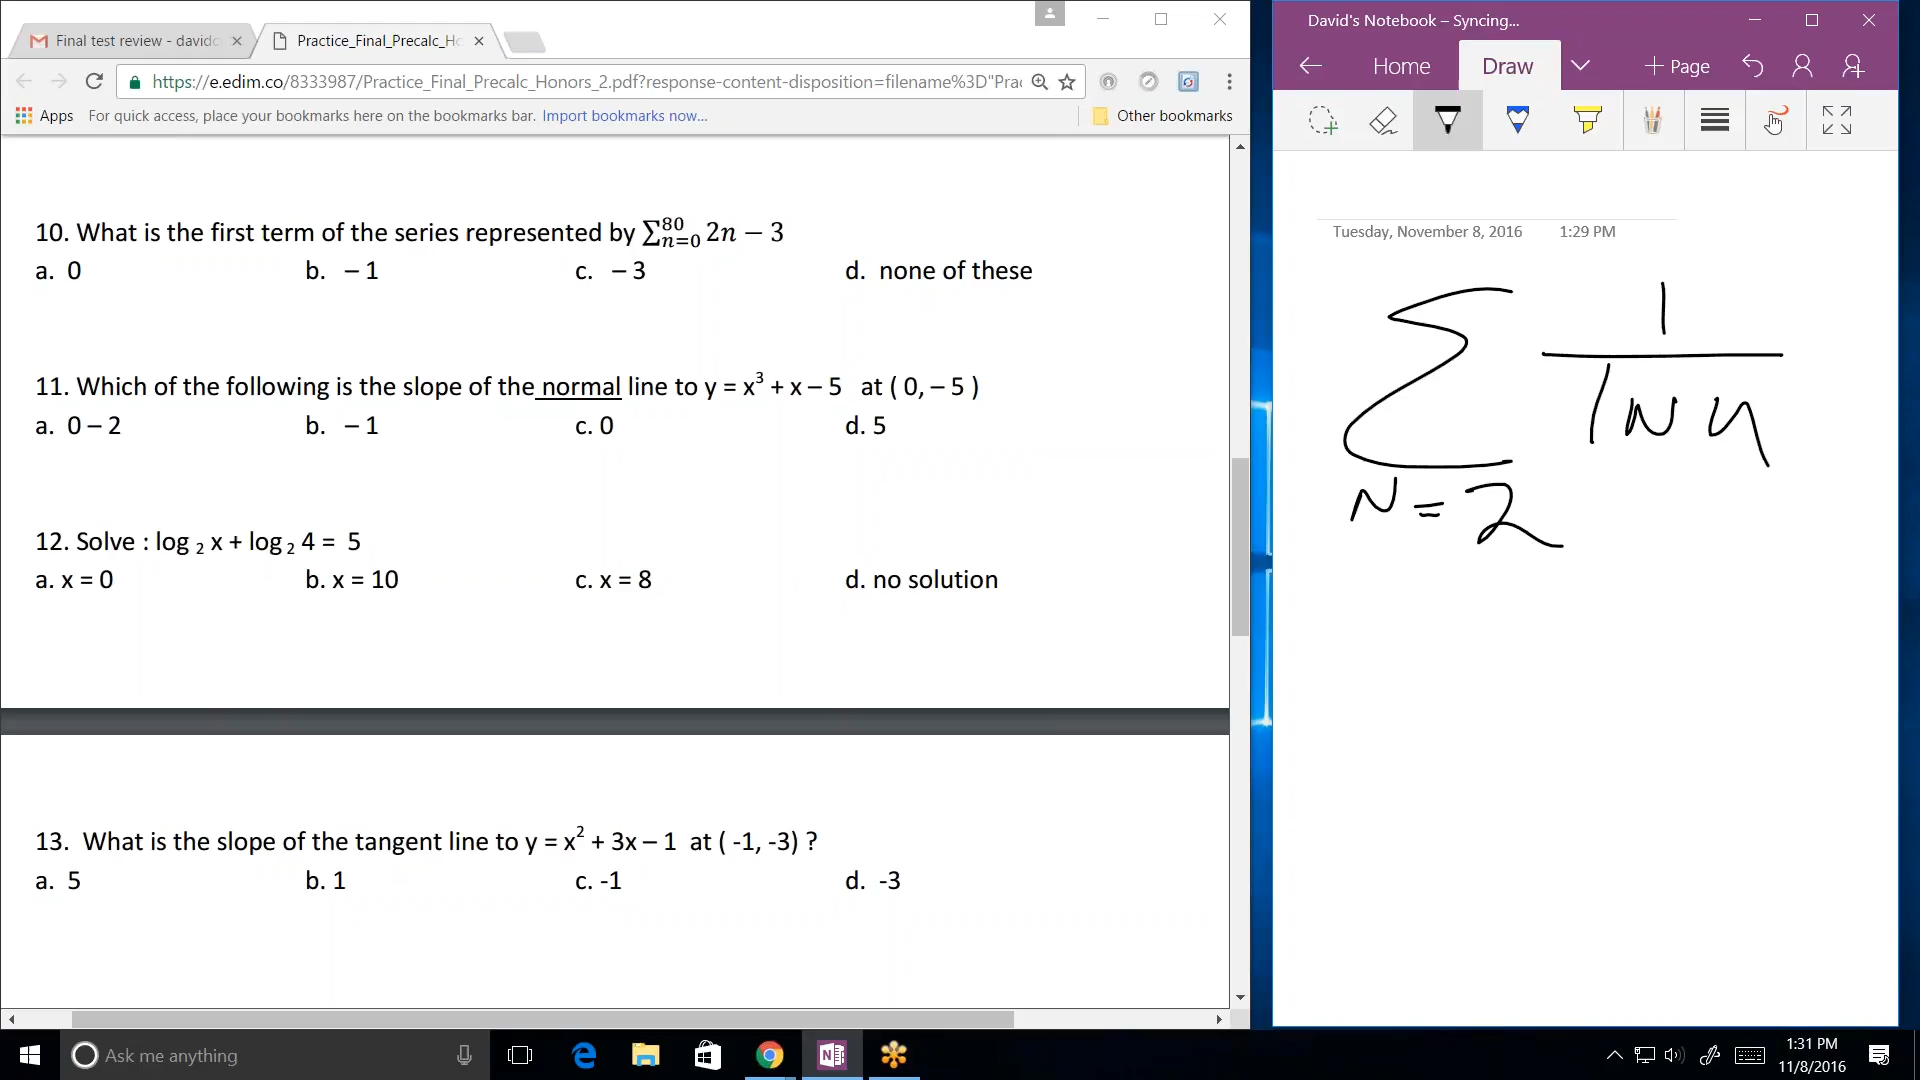 Final test review - davidc
Practice_Final_Precalc_Ho
https://e.edim.co/8333987/Practice_Final_Precalc_Honors_2.pdf?response-content-disposition=filename%3D"Prac
Apps For quick access, place your bookmarks here on the bookmarks bar. Import bookmarks now... Other bookmarks
10. What is the first term of the series represented by ∑_{n=0}^{80} 2n − 3
a. 0 b. – 1 c. – 3 d. none of these
11. Which of the following is the slope of the normal line to y = x³ + x – 5 at ( 0, – 5 )
a. 0 – 2 b. – 1 c. 0 d. 5
12. Solve : log ₂ x + log ₂ 4 = 5
a. x = 0 b. x = 10 c. x = 8 d. no solution
13. What is the slope of the tangent line to y = x² + 3x – 1 at ( -1, -3) ?
a. 5 b. 1 c. -1 d. -3
David's Notebook – Syncing...
Home Draw Page
Tuesday, November 8, 2016 1:29 PM
∑ 1
ln n
N = 2
Ask me anything
1:31 PM
11/8/2016